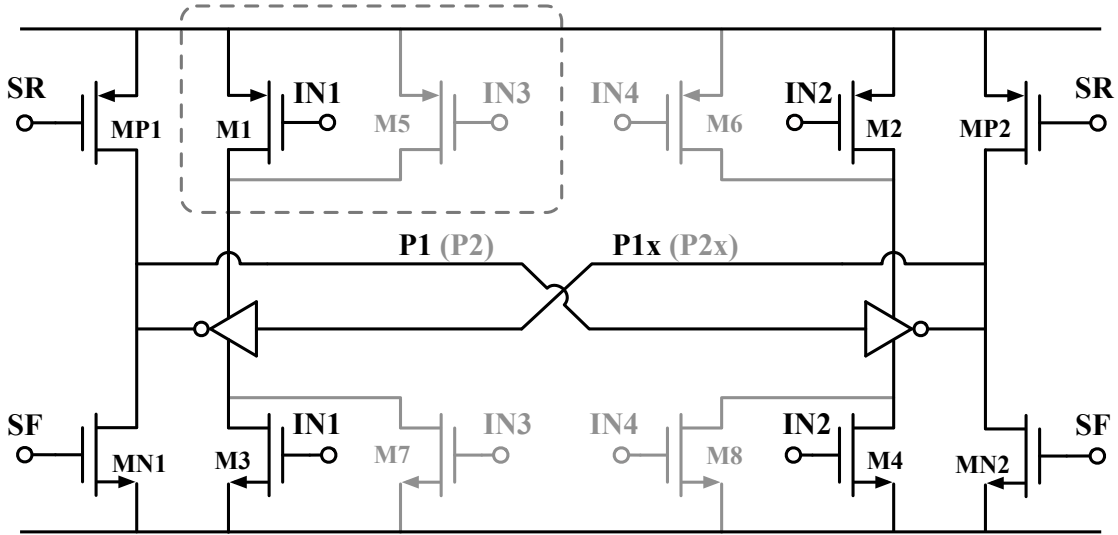 SR IN1 IN3 IN4 IN2 SR
MP1 M1 M5 M6 M2 MP2
P1 (P2) P1x (P2x)
SF IN1 IN3 IN4 IN2 SF
MN1 M3 M7 M8 M4 MN2